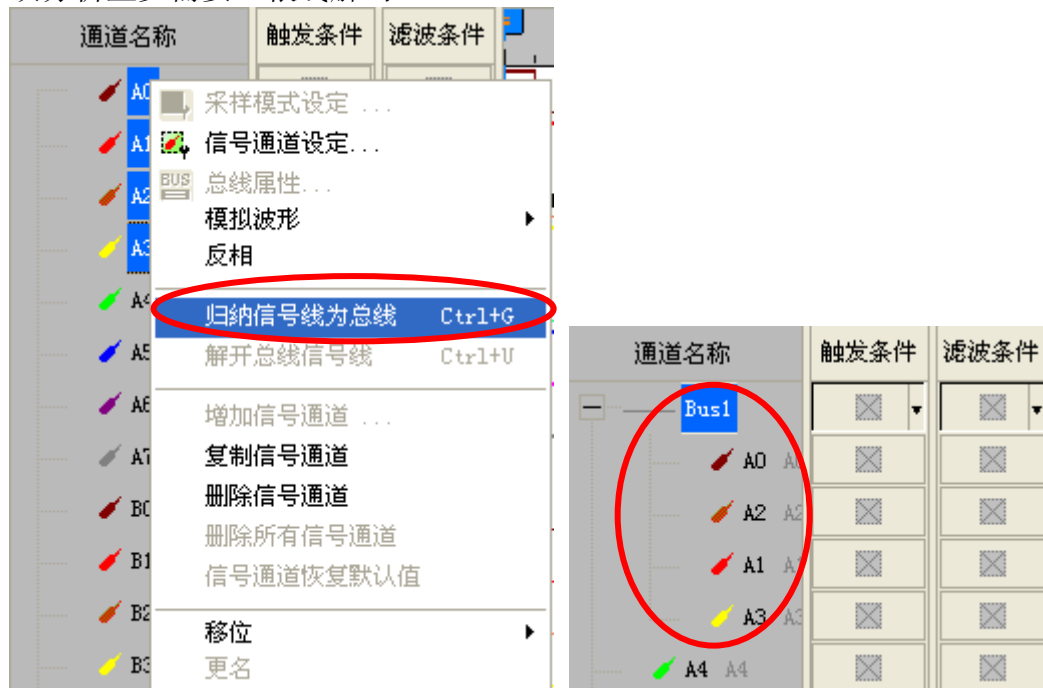 通道名称 触发条件 滤波条件
A0
A1
A2
A3
A4
A5
A6
A7
B0
B1
B2
B3
采样模式设定 ...
信号通道设定...
BUS 总线属性...
模拟波形
反相
归纳信号线为总线 Ctrl+G
解开总线信号线 Ctrl+U
增加信号通道 ...
复制信号通道
删除信号通道
删除所有信号通道
信号通道恢复默认值
移位
更名
通道名称 触发条件 滤波条件
Bus1
A0
A2 A2
A1
A3 A3
A4 A4